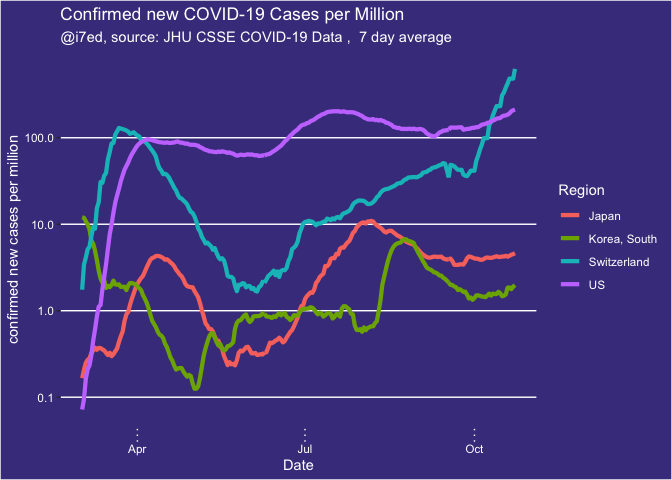 Confirmed new COVID-19 Cases per Million
@i7ed, source: JHU CSSE COVID-19 Data ,  7 day average
confirmed new cases per million
100.0
10.0
1.0
0.1
Apr
Jul
Oct
Date
Region
Japan
Korea, South
Switzerland
US